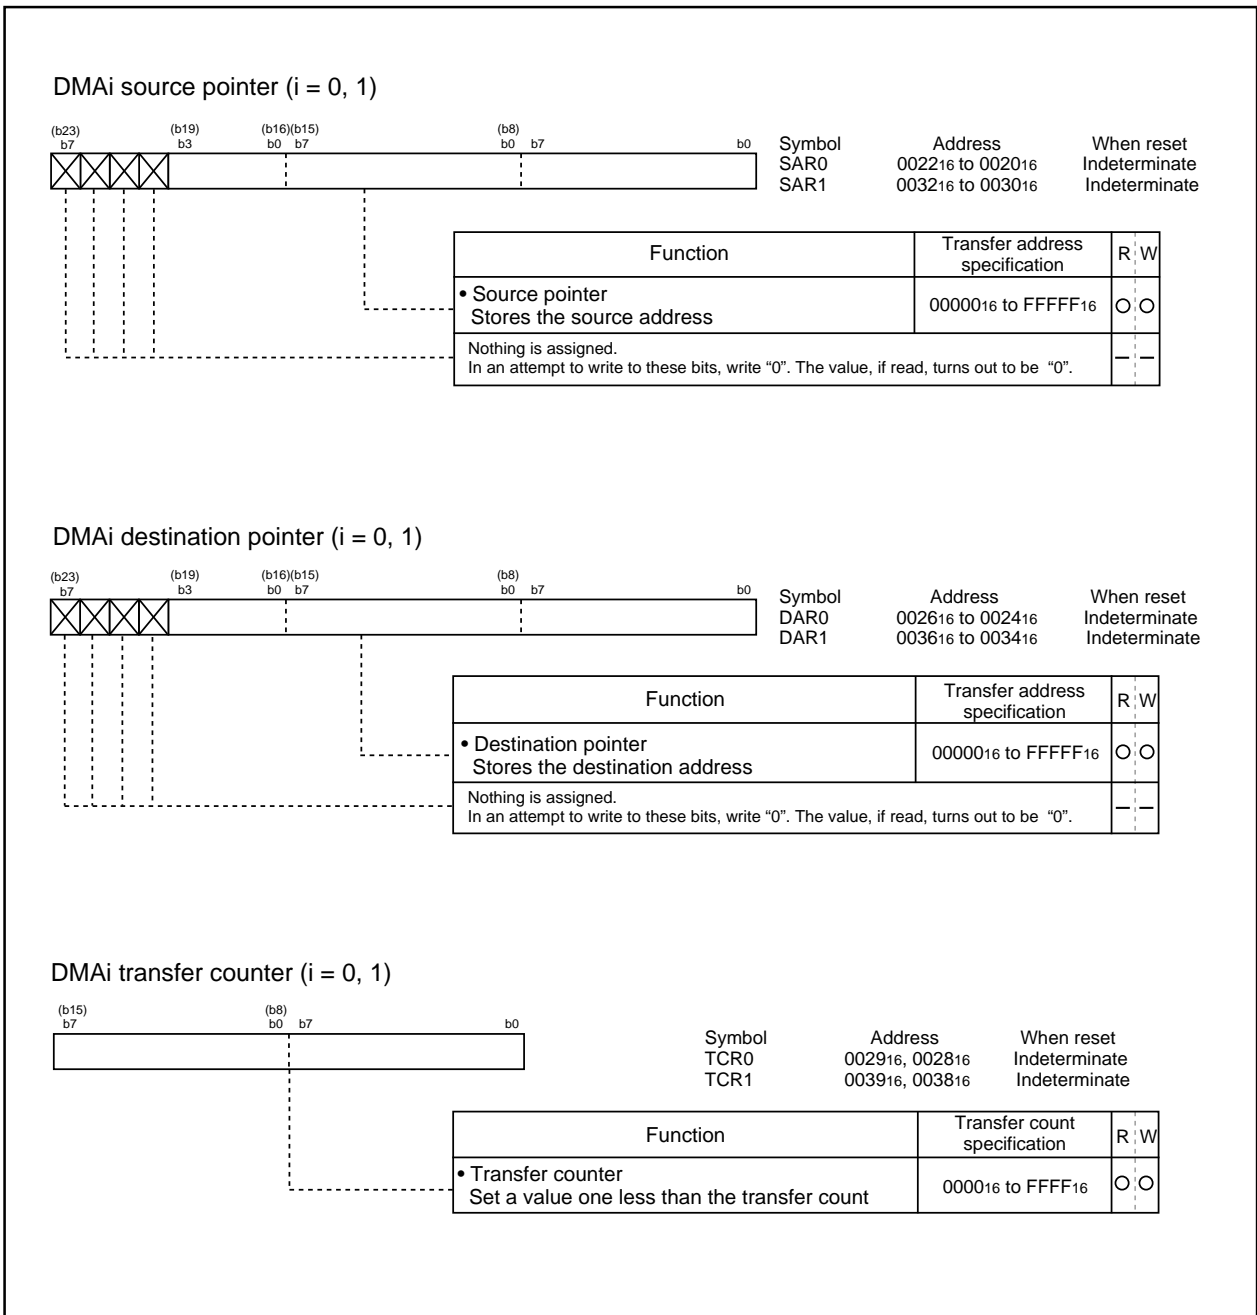 DMAi source pointer (i = 0, 1)
(b23) (b19) (b16)(b15) (b8)
b7 b3 b0 b7 b0 b7 b0
Symbol Address When reset
SAR0 002216 to 002016 Indeterminate
SAR1 003216 to 003016 Indeterminate
Function Transfer address specification R W
• Source pointer
Stores the source address 0000016 to FFFFF16 O O
Nothing is assigned.
In an attempt to write to these bits, write “0”. The value, if read, turns out to be “0”. – –
DMAi destination pointer (i = 0, 1)
(b23) (b19) (b16)(b15) (b8)
b7 b3 b0 b7 b0 b7 b0
Symbol Address When reset
DAR0 002616 to 002416 Indeterminate
DAR1 003616 to 003416 Indeterminate
Function Transfer address specification R W
• Destination pointer
Stores the destination address 0000016 to FFFFF16 O O
Nothing is assigned.
In an attempt to write to these bits, write “0”. The value, if read, turns out to be “0”. – –
DMAi transfer counter (i = 0, 1)
(b15) (b8)
b7 b0 b7 b0
Symbol Address When reset
TCR0 002916, 002816 Indeterminate
TCR1 003916, 003816 Indeterminate
Function Transfer count specification R W
• Transfer counter
Set a value one less than the transfer count 000016 to FFFF16 O O